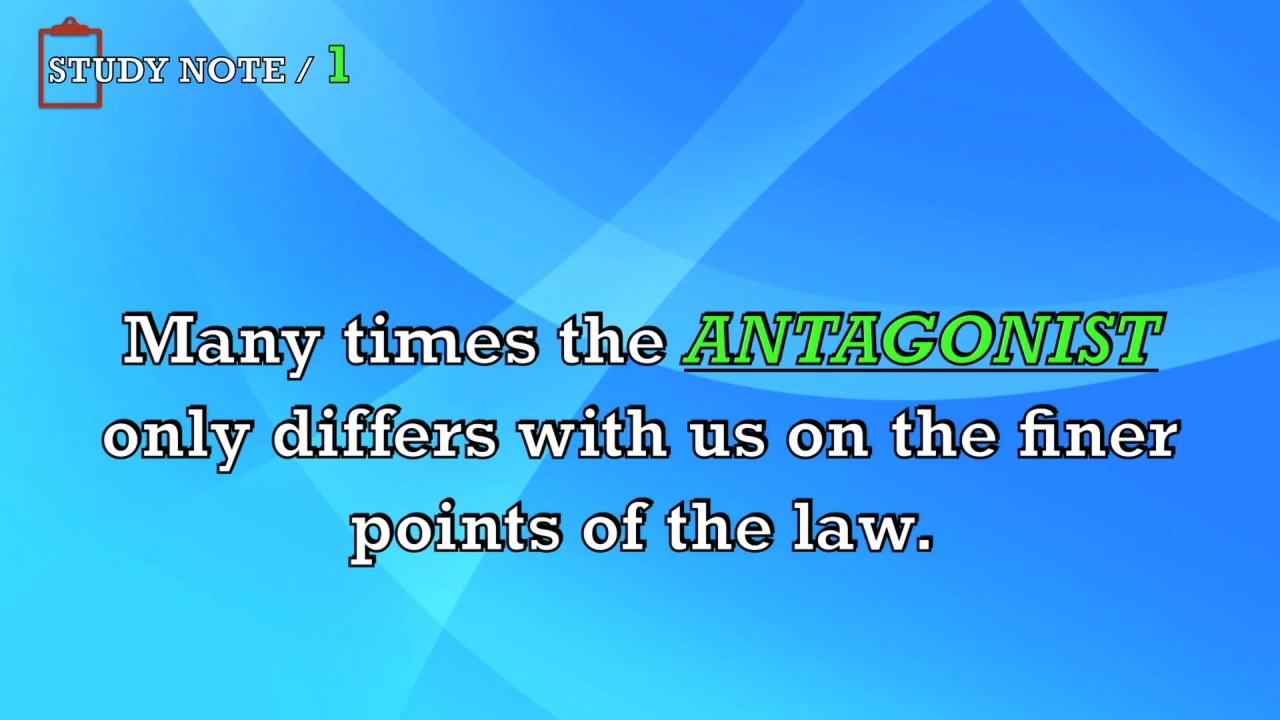 STUDY NOTE / 1
Many times the ANTAGONIST
only differs with us on the finer
points of the law.